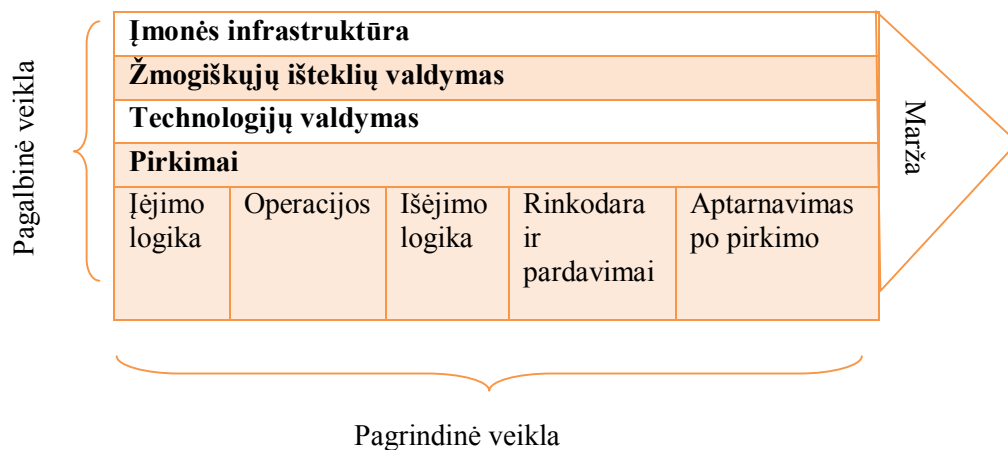 Pagalbinė veikla
Įmonės infrastruktūra
Žmogiškųjų išteklių valdymas
Technologijų valdymas
Pirkimai
Įėjimo
logika
Operacijos
Išėjimo
logika
Rinkodara
ir
pardavimai
Aptarnavimas
po pirkimo
Marža
Pagrindinė veikla